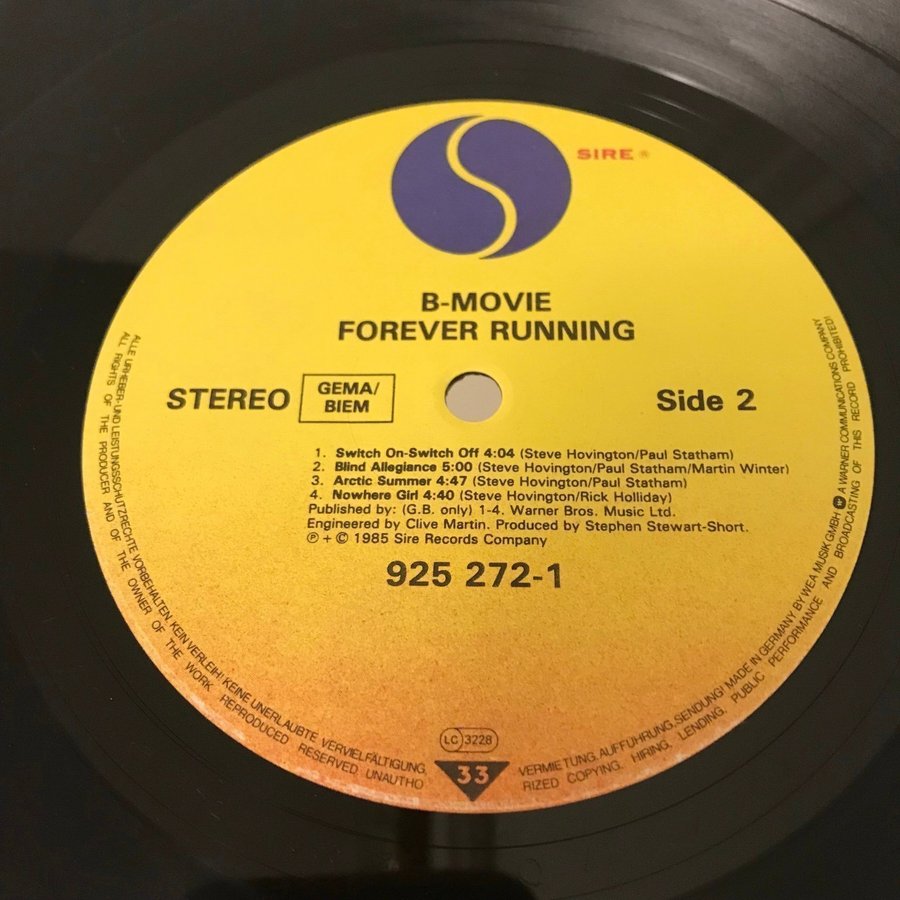 SIRE ®
B-MOVIE
FOREVER RUNNING
STEREO
GEMA/
BIEM
Side 2
1. Switch On-Switch Off 4:04 (Steve Hovington/Paul Statham)
2. Blind Allegiance 5:00 (Steve Hovington/Paul Statham/Martin Winter)
3. Arctic Summer 4:47 (Steve Hovington/Paul Statham)
4. Nowhere Girl 4:40 (Steve Hovington/Rick Holliday)
Published by: (G.B. only) 1-4. Warner Bros. Music Ltd.
Engineered by Clive Martin. Produced by Stephen Stewart-Short.
℗ + © 1985 Sire Records Company
925 272-1
LC 3228
33
ALLE URHEBER- UND LEISTUNGSSCHUTZRECHTE VORBEHALTEN. KEIN VERLEIH! KEINE UNERLAUBTE VERVIELFÄLTIGUNG, VERMIETUNG, AUFFÜHRUNG, SENDUNG! MADE IN GERMANY BY WEA MUSIK GMBH A WARNER COMMUNICATIONS COMPANY
ALL RIGHTS OF THE PRODUCER AND OF THE OWNER OF THE WORK REPRODUCED RESERVED UNAUTHORIZED COPYING, HIRING, LENDING, PUBLIC PERFORMANCE AND BROADCASTING OF THIS RECORD PROHIBITED!